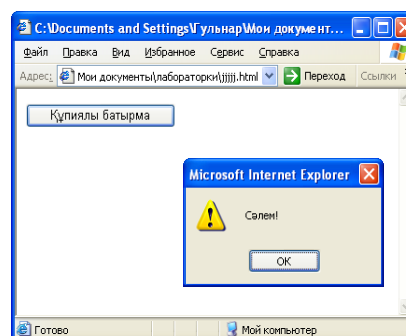 C:\Documents and Settings\Гульнар\Мои документ...
Файл Правка Вид Избранное Сервис Справка
Адрес: Мои документы\лабораторки\jjjjj.html Переход Ссылки
Құпиялы батырма
Microsoft Internet Explorer
Сәлем!
OK
Готово Мой компьютер